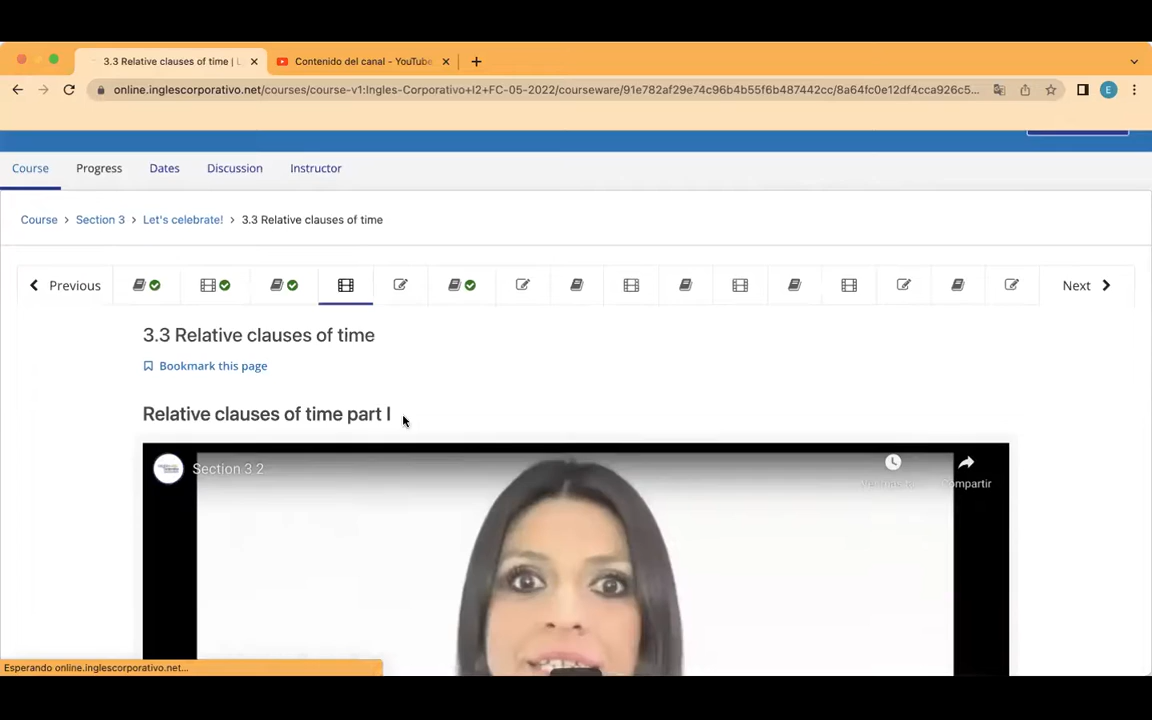 3.3 Relative clauses of time | L
Contenido del canal - YouTube
online.inglescorporativo.net/courses/course-v1:Ingles-Corporativo+I2+FC-05-2022/courseware/91e782af29e74c96b4b55f6b487442cc/8a64fc0e12df4cca926c5...
E
Course Progress Dates Discussion Instructor
Course > Section 3 > Let's celebrate! > 3.3 Relative clauses of time
Previous Next
3.3 Relative clauses of time
Bookmark this page
Relative clauses of time part I
Section 3 2
Compartir
Esperando online.inglescorporativo.net...